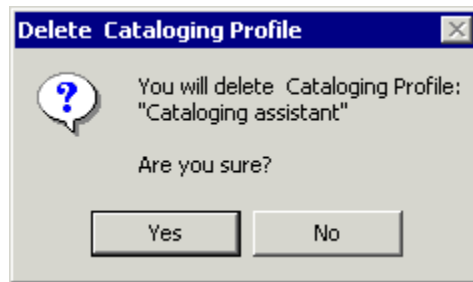 Delete  Cataloging Profile
You will delete  Cataloging Profile:
"Cataloging assistant"
Are you sure?
Yes
No